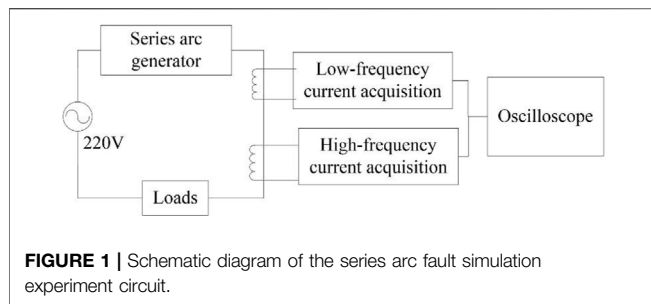 Series arc
generator
Low-frequency
current acquisition
Oscilloscope
220V
High-frequency
current acquisition
Loads
FIGURE 1 | Schematic diagram of the series arc fault simulation
experiment circuit.